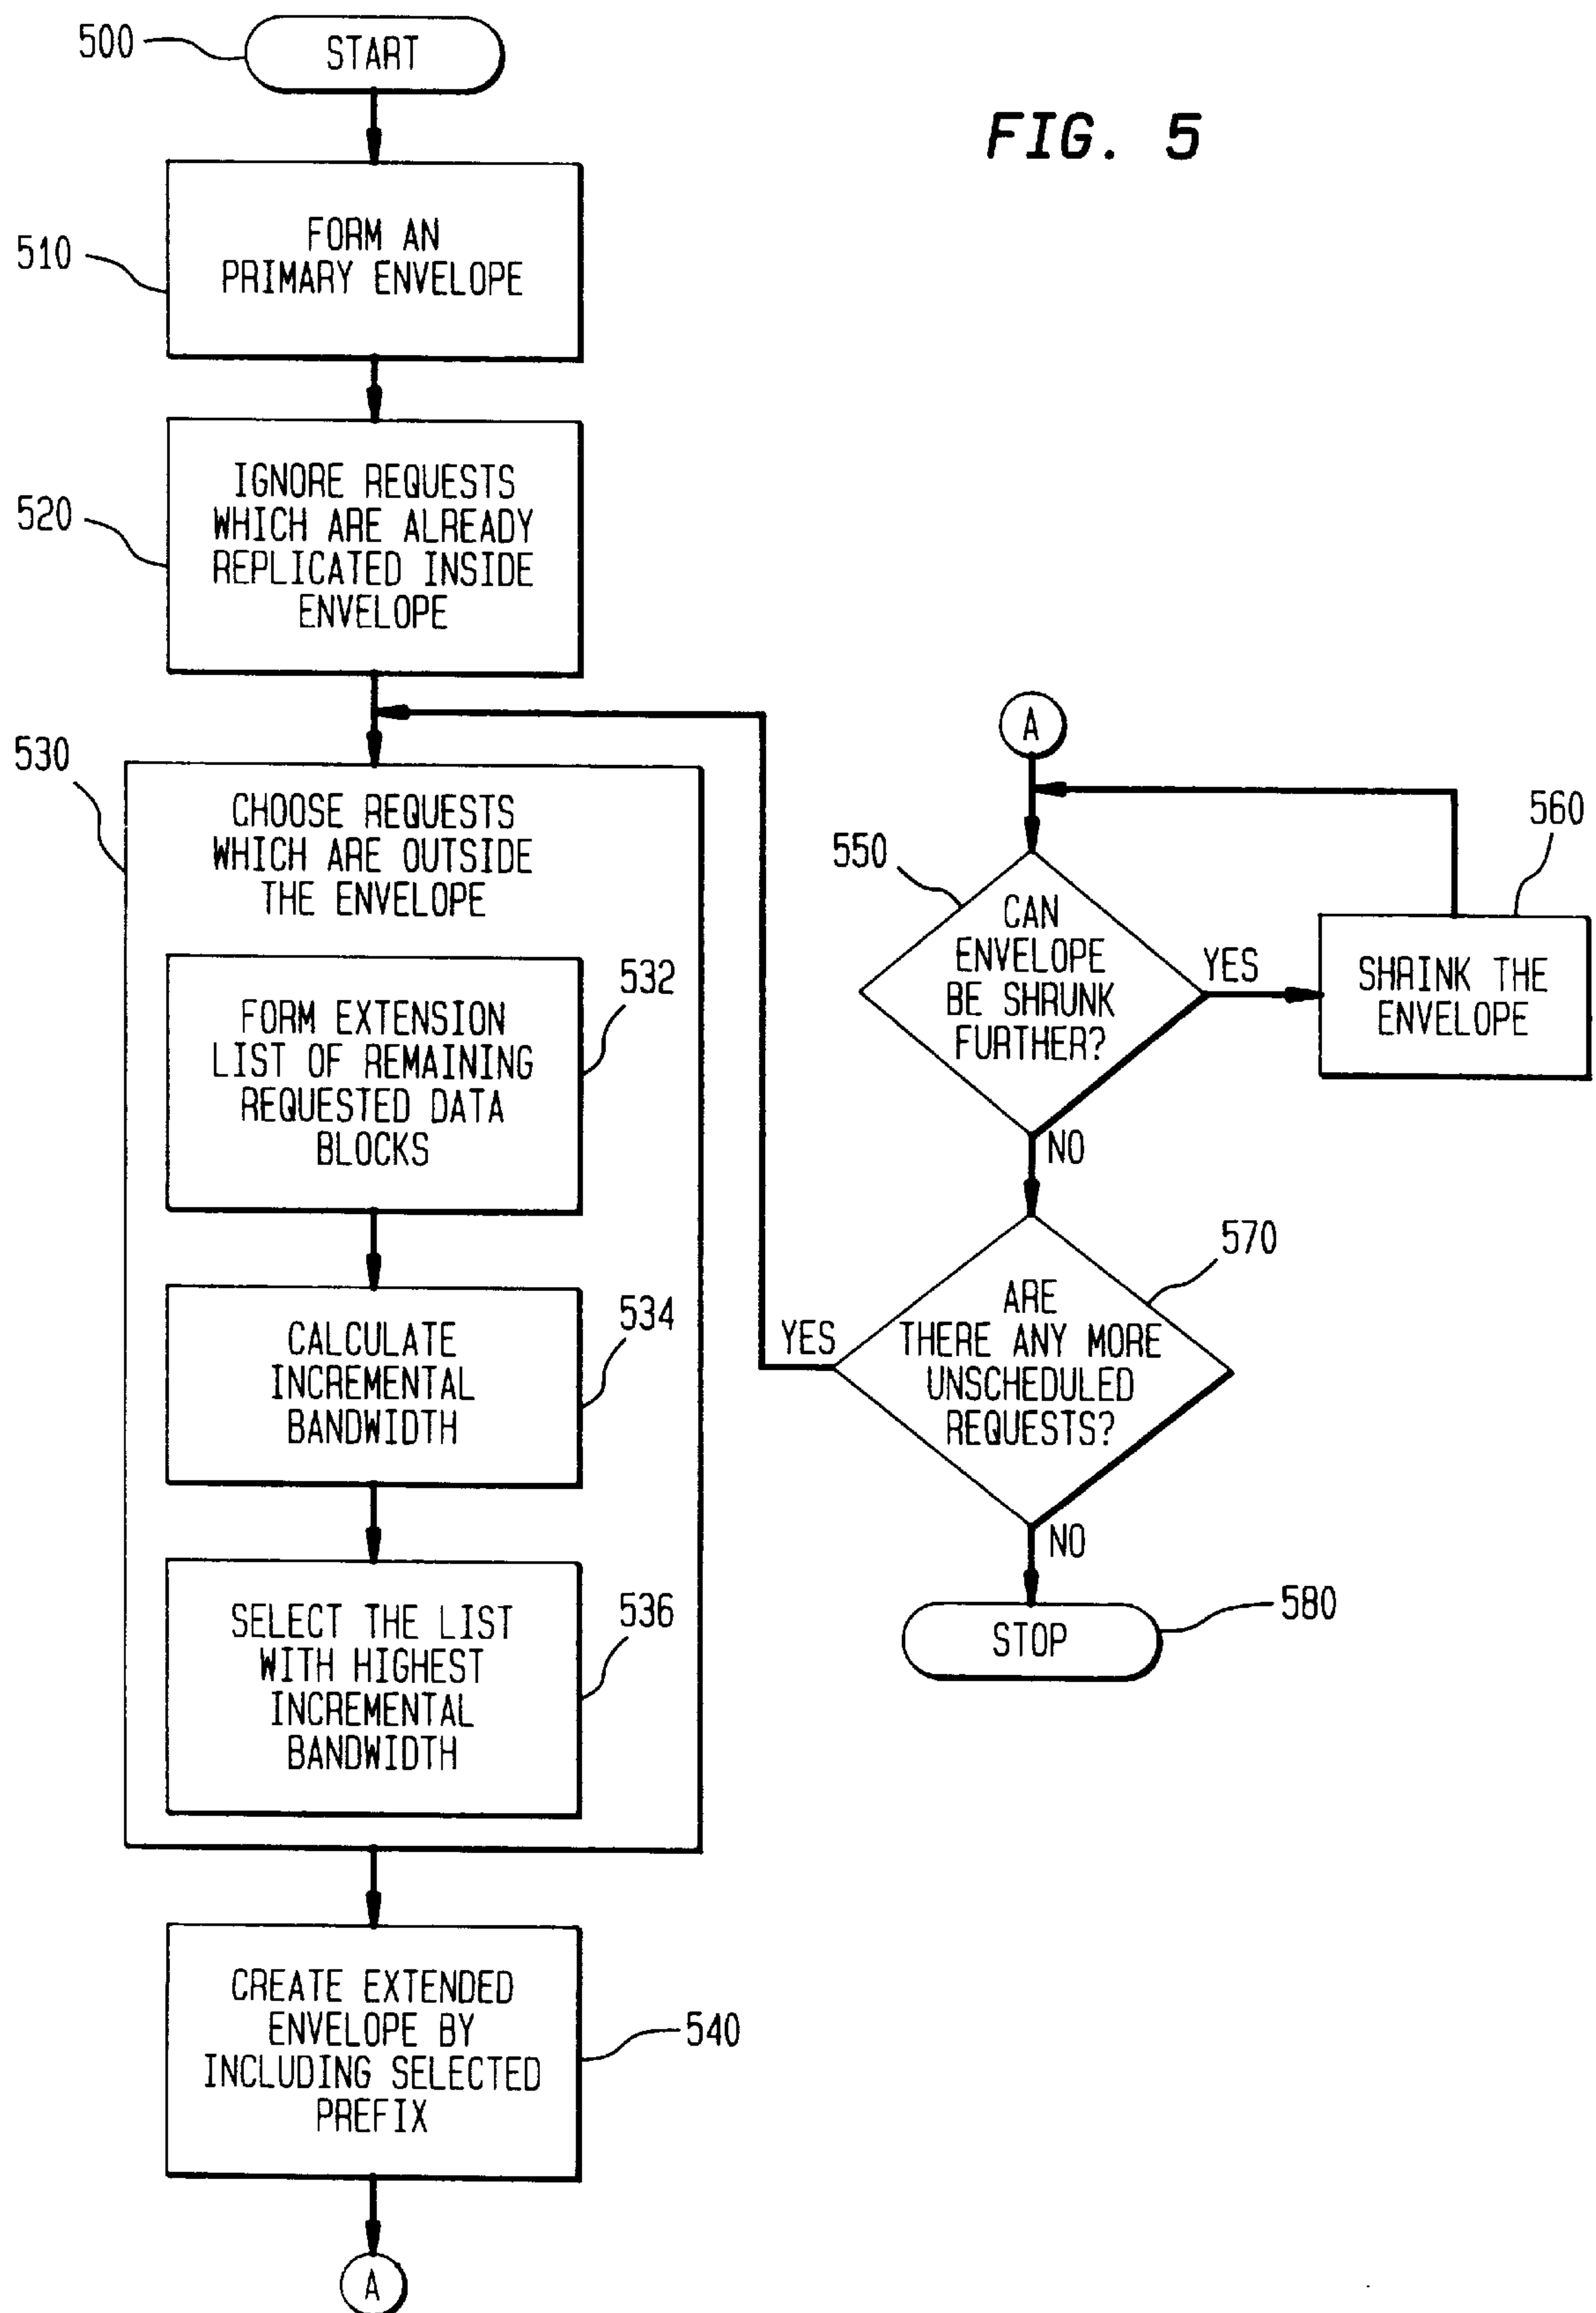 FIG. 5
500
START
510
FORM AN
PRIMARY ENVELOPE
520
IGNORE REQUESTS
WHICH ARE ALREADY
REPLICATED INSIDE
ENVELOPE
530
CHOOSE REQUESTS
WHICH ARE OUTSIDE
THE ENVELOPE
532
FORM EXTENSION
LIST OF REMAINING
REQUESTED DATA
BLOCKS
534
CALCULATE
INCREMENTAL
BANDWIDTH
536
SELECT THE LIST
WITH HIGHEST
INCREMENTAL
BANDWIDTH
540
CREATE EXTENDED
ENVELOPE BY
INCLUDING SELECTED
PREFIX
A
A
550
CAN
ENVELOPE
BE SHRUNK
FURTHER?
YES
560
SHRINK THE
ENVELOPE
NO
570
ARE
THERE ANY MORE
UNSCHEDULED
REQUESTS?
YES
NO
STOP
580